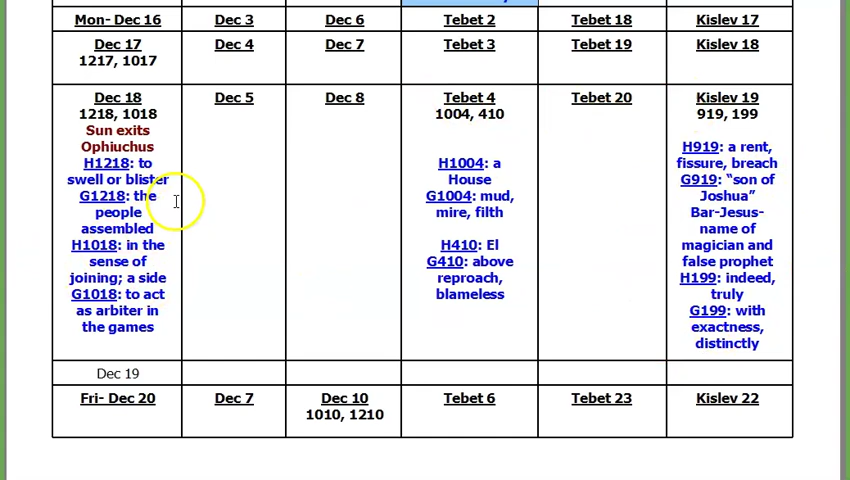 Mon- Dec 16
Dec 3
Dec 6
Tebet 2
Tebet 18
Kislev 17
Dec 17
1217, 1017
Dec 4
Dec 7
Tebet 3
Tebet 19
Kislev 18
Dec 18
1218, 1018
Sun exits
Ophiuchus
H1218: to
swell or blister
G1218: the
people
assembled
H1018: in the
sense of
joining; a side
G1018: to act
as arbiter in
the games
Dec 5
Dec 8
Tebet 4
1004, 410
H1004: a
House
G1004: mud,
mire, filth
H410: El
G410: above
reproach,
blameless
Tebet 20
Kislev 19
919, 199
H919: a rent,
fissure, breach
G919: “son of
Joshua”
Bar-Jesus-
name of
magician and
false prophet
H199: indeed,
truly
G199: with
exactness,
distinctly
Dec 19
Fri- Dec 20
Dec 7
Dec 10
1010, 1210
Tebet 6
Tebet 23
Kislev 22